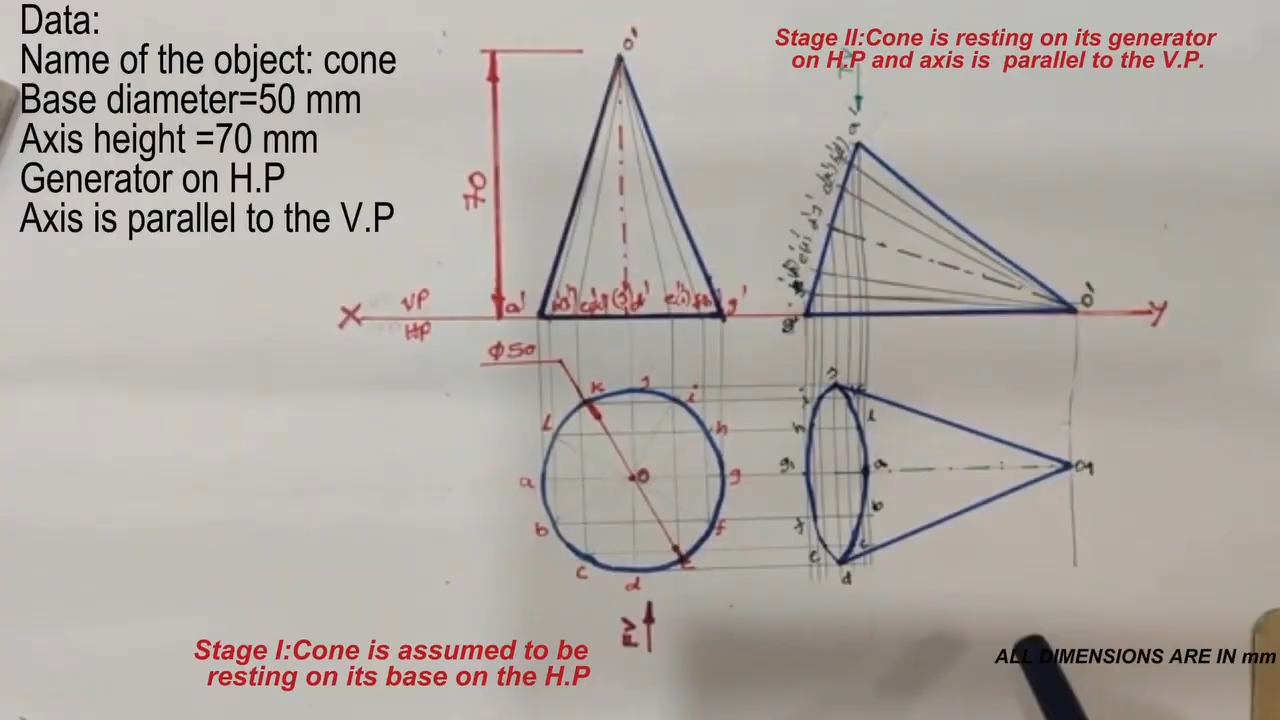 Data:
Name of the object: cone
Base diameter=50 mm
Axis height =70 mm
Generator on H.P
Axis is parallel to the V.P
Stage II:Cone is resting on its generator
on H.P and axis is parallel to the V.P.
o'
a'
70
X
VP
HP
a'
g'
g'
o'
Y
Φ50
k
j
i
l
h
a
o
g
b
f
c
d
j
i
l
h
g1
a
o1
b
f
e
c
d
FV
Stage I:Cone is assumed to be
resting on its base on the H.P
ALL DIMENSIONS ARE IN mm